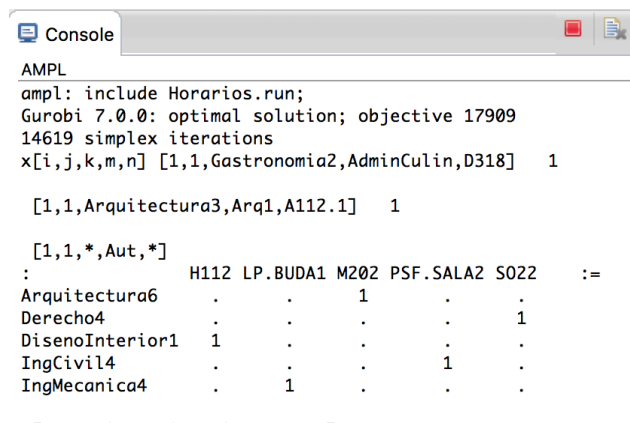 Console
AMPL
ampl: include Horarios.run;
Gurobi 7.0.0: optimal solution; objective 17909
14619 simplex iterations
x[i,j,k,m,n] [1,1,Gastronomia2,AdminCulin,D318]   1
[1,1,Arquitectura3,Arq1,A112.1]   1
[1,1,*,Aut,*]
:               H112 LP.BUDA1 M202 PSF.SALA2 SO22    :=
Arquitectura6    .      .      1      .       .
Derecho4         .      .      .      .       1
DisenoInterior1  1      .      .      .       .
IngCivil4        .      .      .      1       .
IngMecanica4     .      1      .      .       .